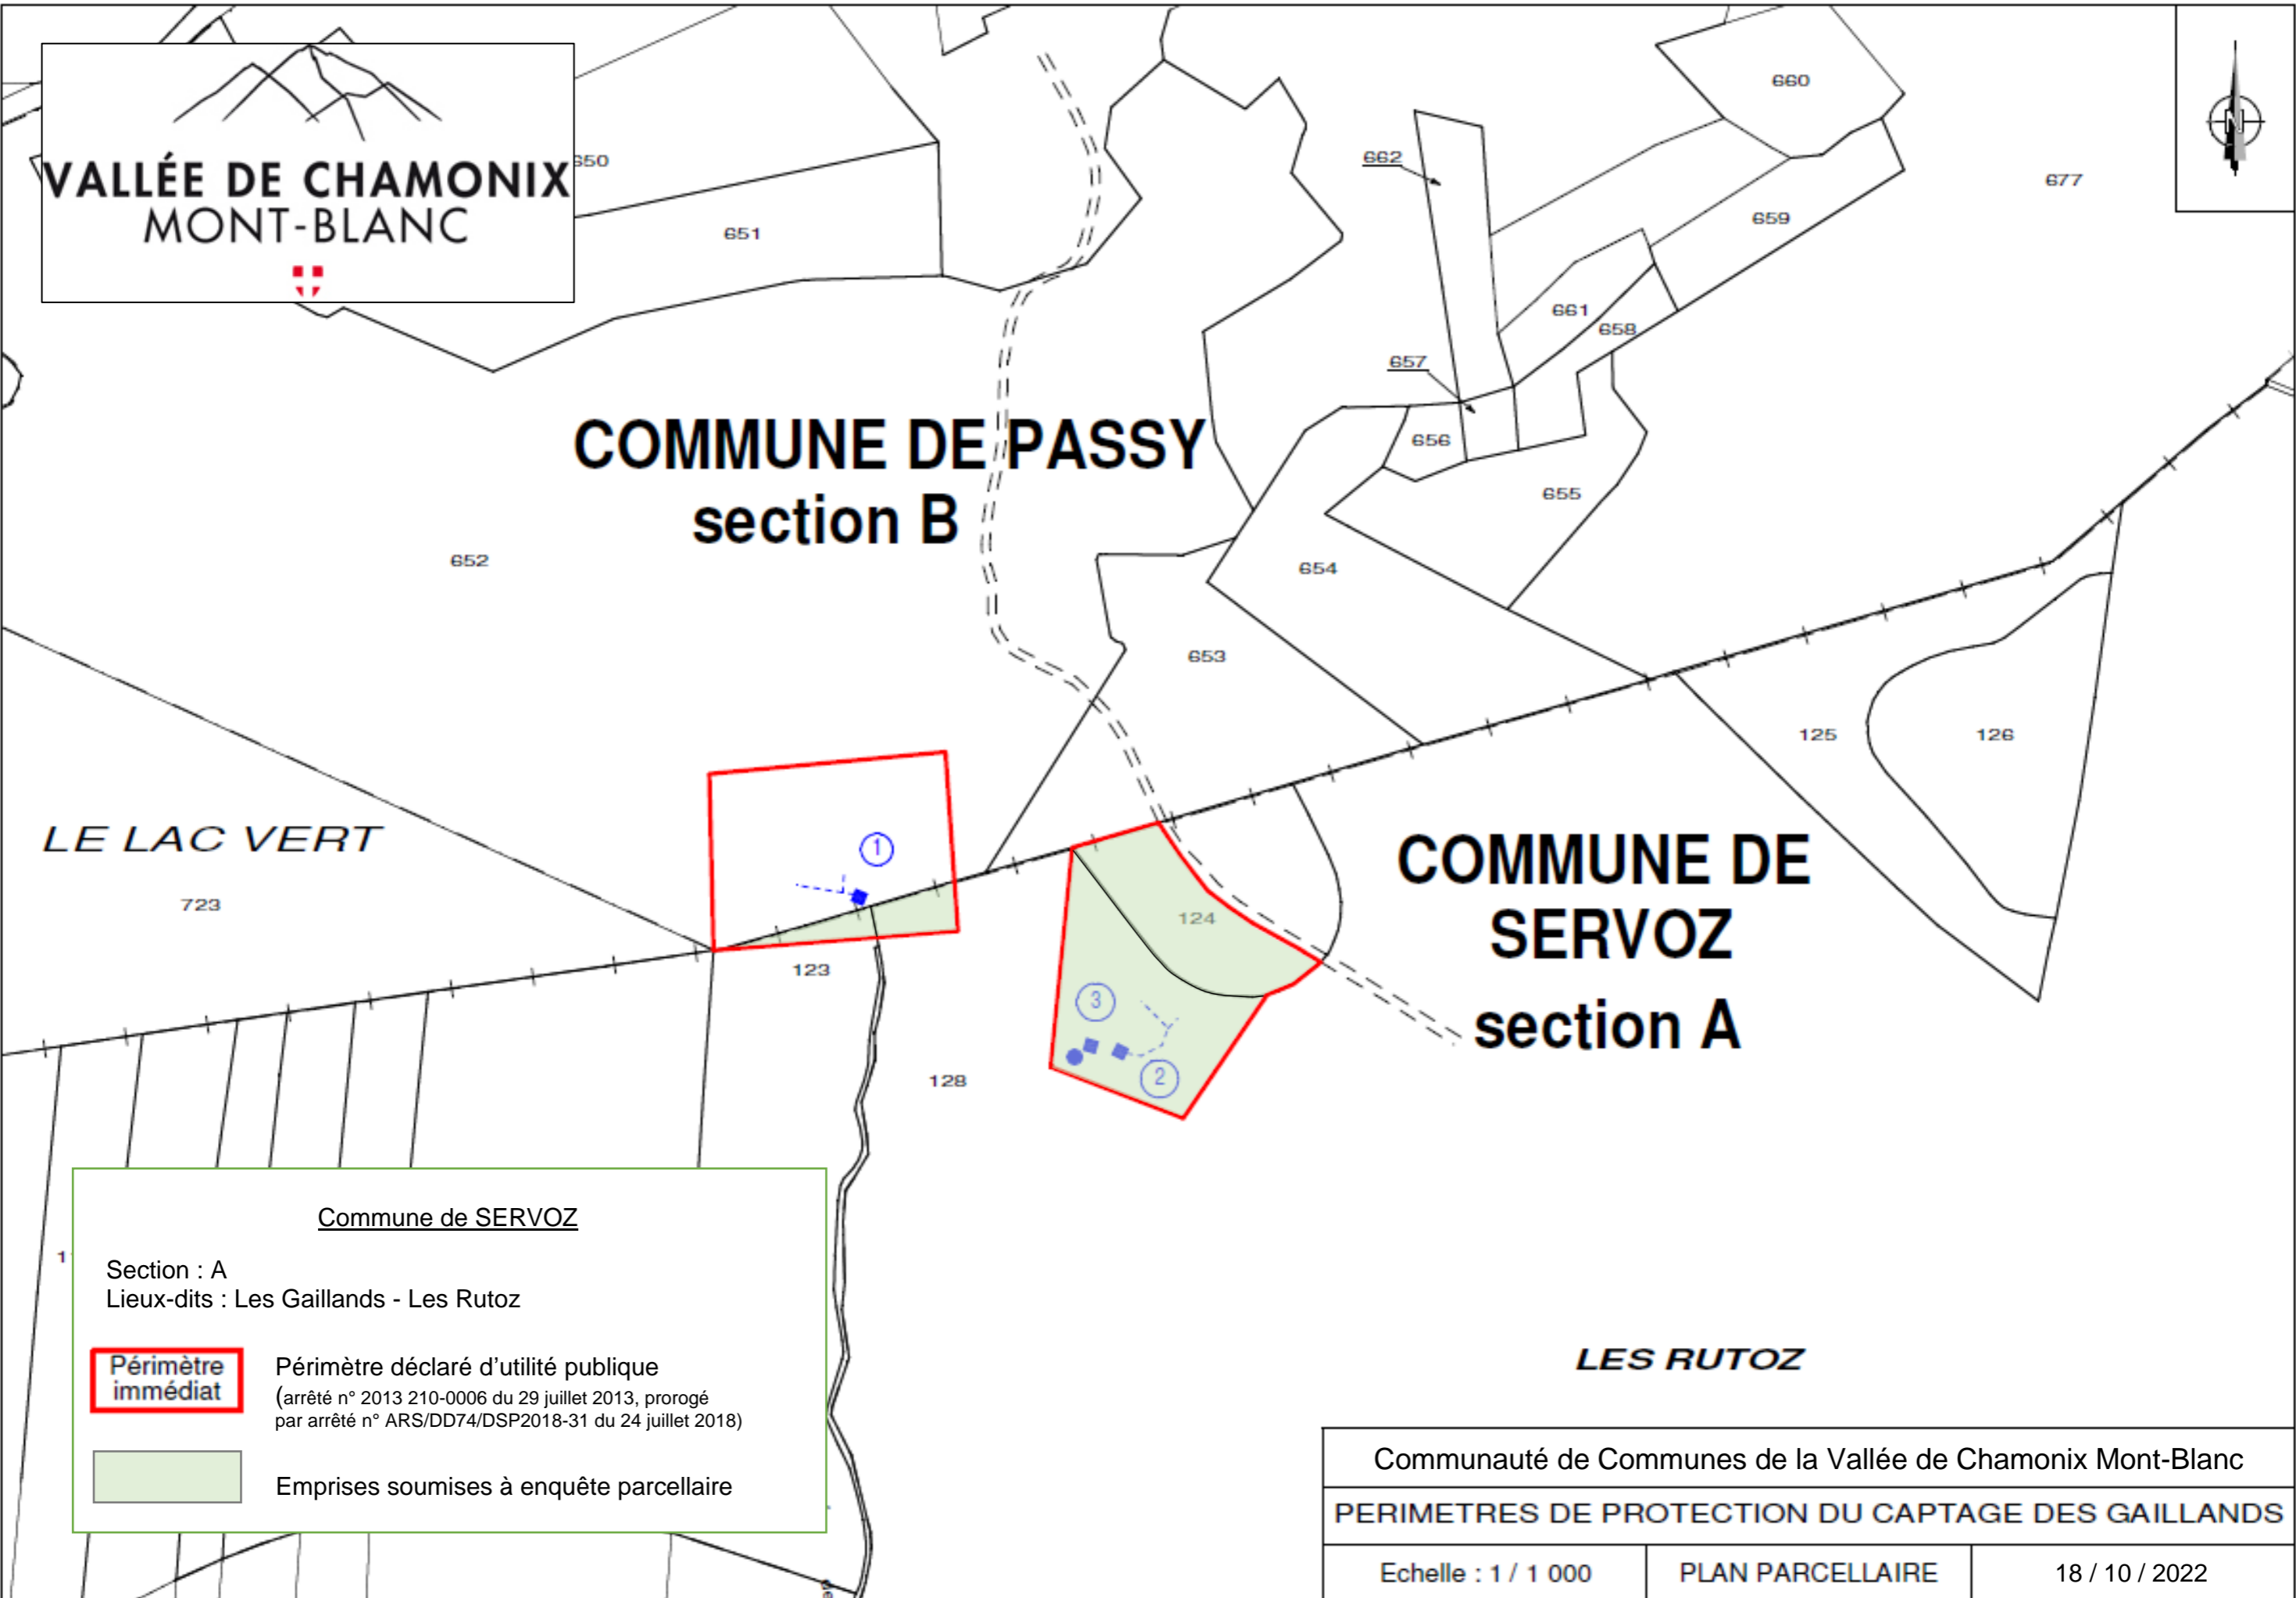 VALLÉE DE CHAMONIX
MONT-BLANC
650
651
652
660
662
677
659
661
658
657
656
655
654
653
N
COMMUNE DE PASSY
section B
LE LAC VERT
723
1
123
124
125
126
128
3
2
COMMUNE DE
SERVOZ
section A
Commune de SERVOZ
Section : A
Lieux-dits : Les Gaillands - Les Rutoz
Périmètre
immédiat
Périmètre déclaré d’utilité publique
(arrêté n° 2013 210-0006 du 29 juillet 2013, prorogé
par arrêté n° ARS/DD74/DSP2018-31 du 24 juillet 2018)
Emprises soumises à enquête parcellaire
LES RUTOZ
Communauté de Communes de la Vallée de Chamonix Mont-Blanc
PERIMETRES DE PROTECTION DU CAPTAGE DES GAILLANDS
Echelle : 1 / 1 000
PLAN PARCELLAIRE
18 / 10 / 2022